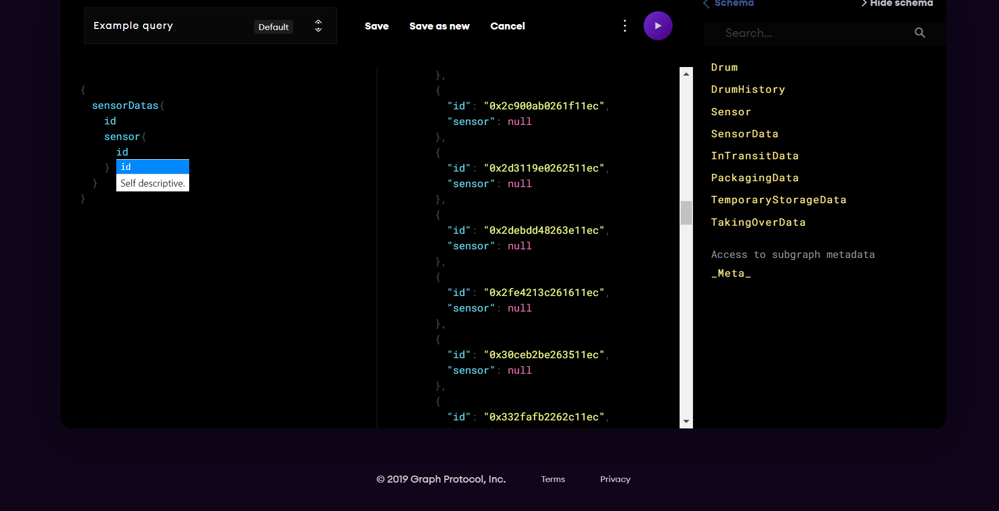 Example query
Default
Save
Save as new
Cancel
Schema
Hide schema
Search...
{
sensorDatas{
id
sensor{
id
}
id
Self descriptive.
}
}
},
{
"id": "0x2c900ab0261f11ec",
"sensor": null
},
{
"id": "0x2d3119e0262511ec",
"sensor": null
},
{
"id": "0x2debdd48263e11ec",
"sensor": null
},
{
"id": "0x2fe4213c261611ec",
"sensor": null
},
{
"id": "0x30ceb2be263511ec",
"sensor": null
},
{
"id": "0x332fafb2262c11ec",
Drum
DrumHistory
Sensor
SensorData
InTransitData
PackagingData
TemporaryStorageData
TakingOverData
Access to subgraph metadata
_Meta_
© 2019 Graph Protocol, Inc.
Terms
Privacy